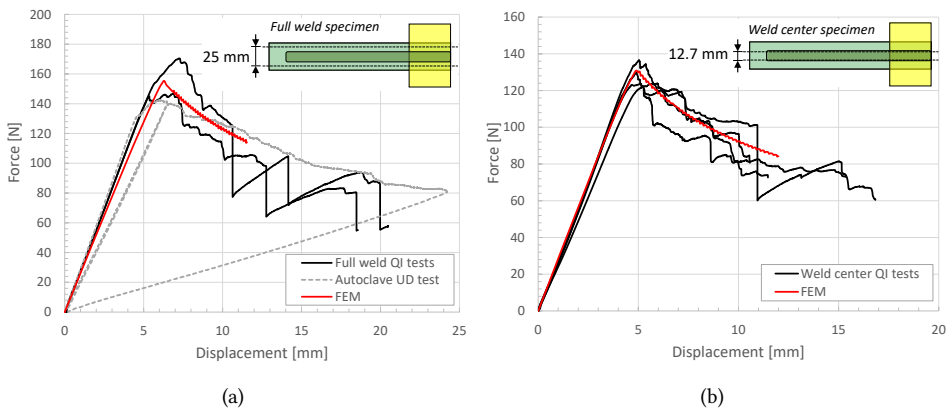 (a)
200
180
160
140
120
100
80
60
40
20
0
Force [N]
0
5
10
15
20
25
Displacement [mm]
Full weld specimen
25 mm
Full weld QI tests
Autoclave UD test
FEM
(a)
(b)
160
140
120
100
80
60
40
20
0
Force [N]
0
5
10
15
20
Displacement [mm]
Weld center specimen
12.7 mm
Weld center QI tests
FEM
(b)